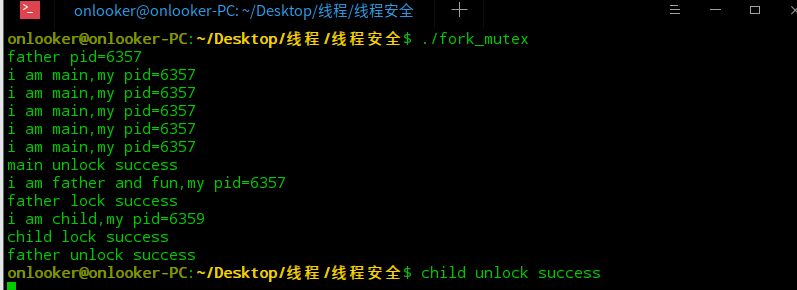 onlooker@onlooker-PC: ~/Desktop/线程/线程安全
onlooker@onlooker-PC:~/Desktop/线程/线程安全$ ./fork_mutex
father pid=6357
i am main,my pid=6357
i am main,my pid=6357
i am main,my pid=6357
i am main,my pid=6357
i am main,my pid=6357
main unlock success
i am father and fun,my pid=6357
father lock success
i am child,my pid=6359
child lock success
father unlock success
onlooker@onlooker-PC:~/Desktop/线程/线程安全$ child unlock success